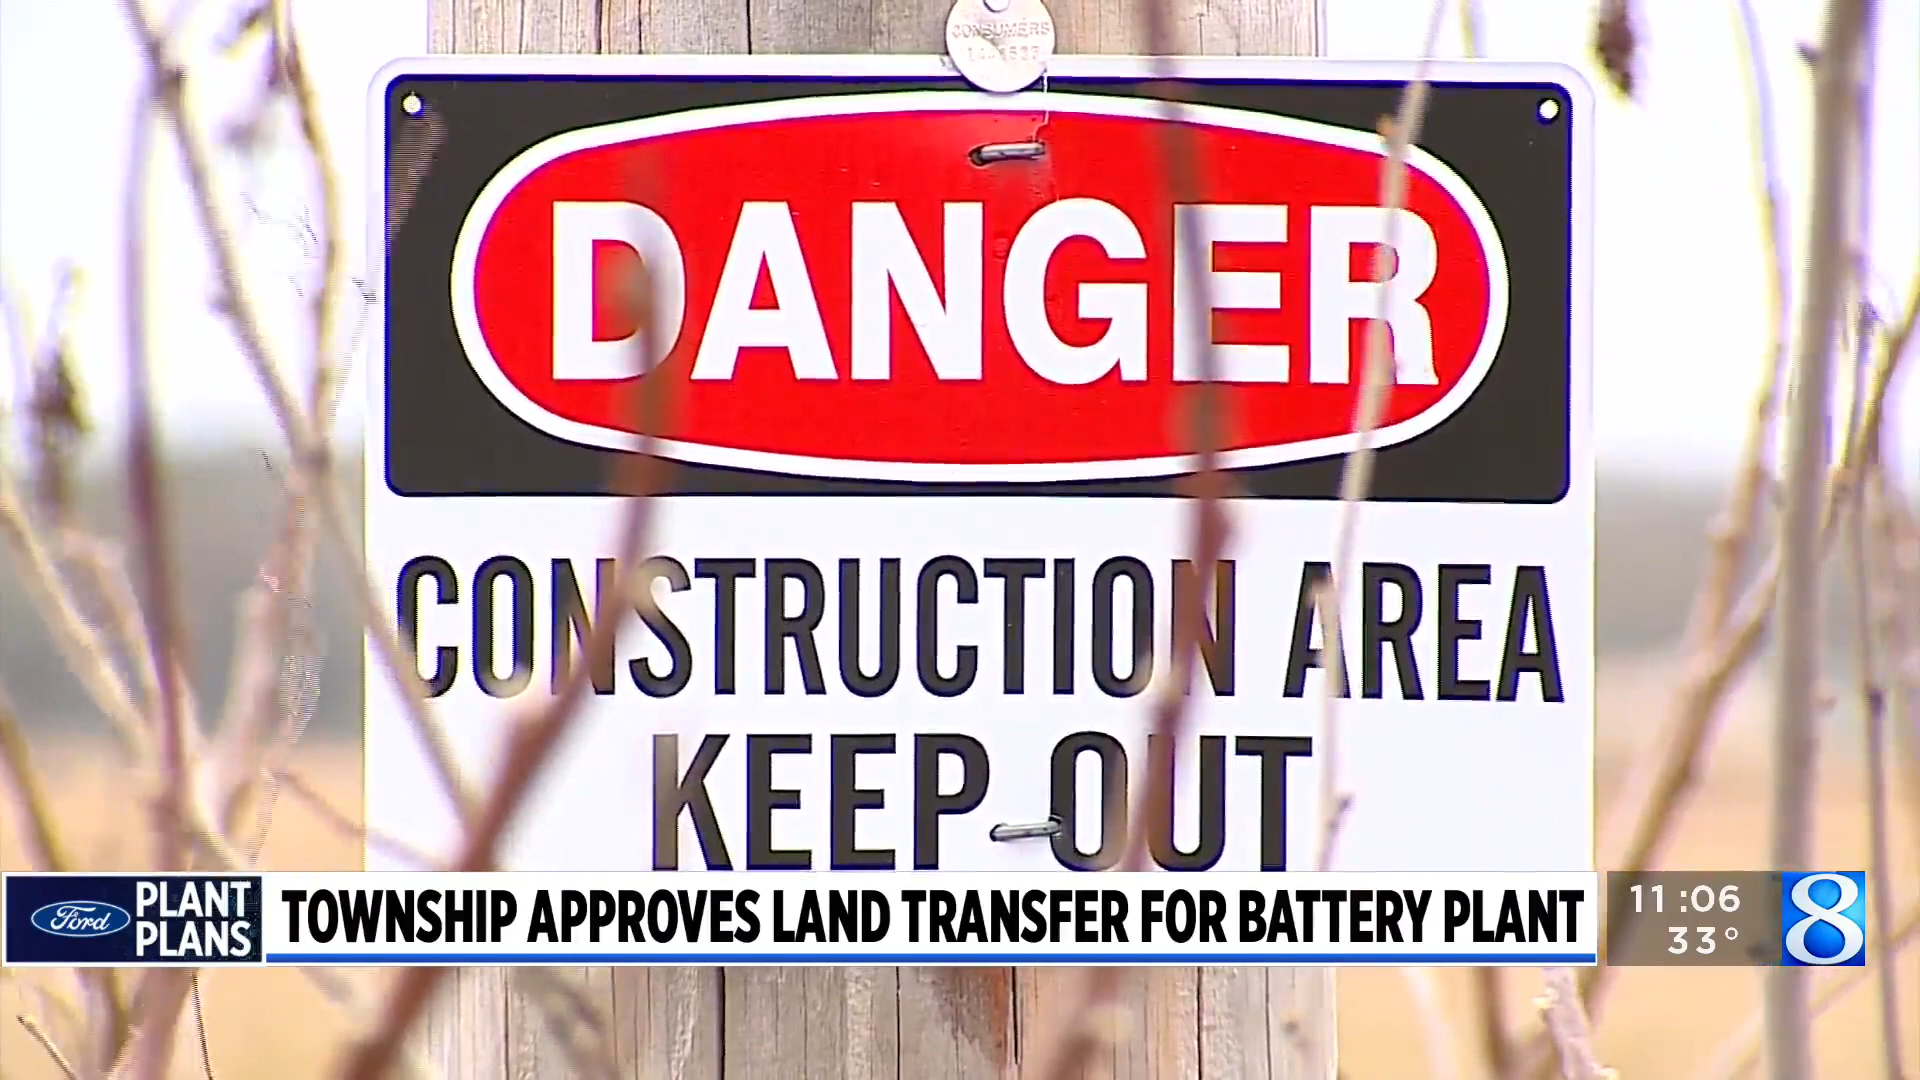 CONSUMERS
DANGER
CONSTRUCTION AREA
KEEP OUT
Ford
PLANT
PLANS
TOWNSHIP APPROVES LAND TRANSFER FOR BATTERY PLANT
11:06
33°
8